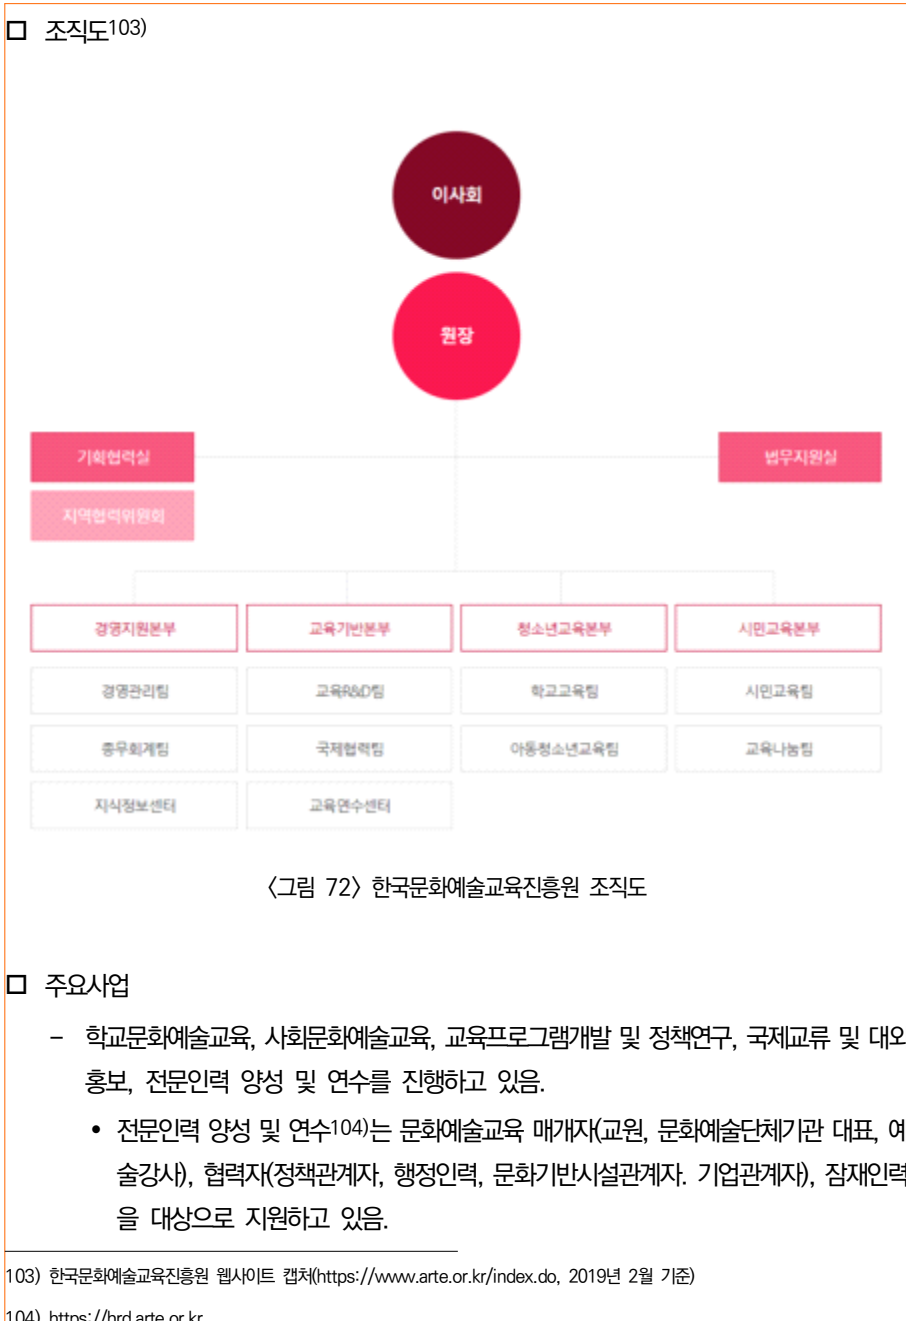 □ 조직도103)
이사회
원장
기획협력실
법무지원실
지역협력위원회
경영지원본부 교육기반본부 청소년교육본부 시민교육본부
경영관리팀 교육R&D팀 학교교육팀 시민교육팀
총무회계팀 국제협력팀 아동청소년교육팀 교육나눔팀
지식정보센터 교육연수센터
〈그림 72〉 한국문화예술교육진흥원 조직도
□ 주요사업
- 학교문화예술교육, 사회문화예술교육, 교육프로그램개발 및 정책연구, 국제교류 및 대외
홍보, 전문인력 양성 및 연수를 진행하고 있음.
• 전문인력 양성 및 연수104)는 문화예술교육 매개자(교원, 문화예술단체기관 대표, 예
술강사), 협력자(정책관계자, 행정인력, 문화기반시설관계자. 기업관계자), 잠재인력
을 대상으로 지원하고 있음.
103) 한국문화예술교육진흥원 웹사이트 캡처(https://www.arte.or.kr/index.do, 2019년 2월 기준)
104) https://hrd.arte.or.kr